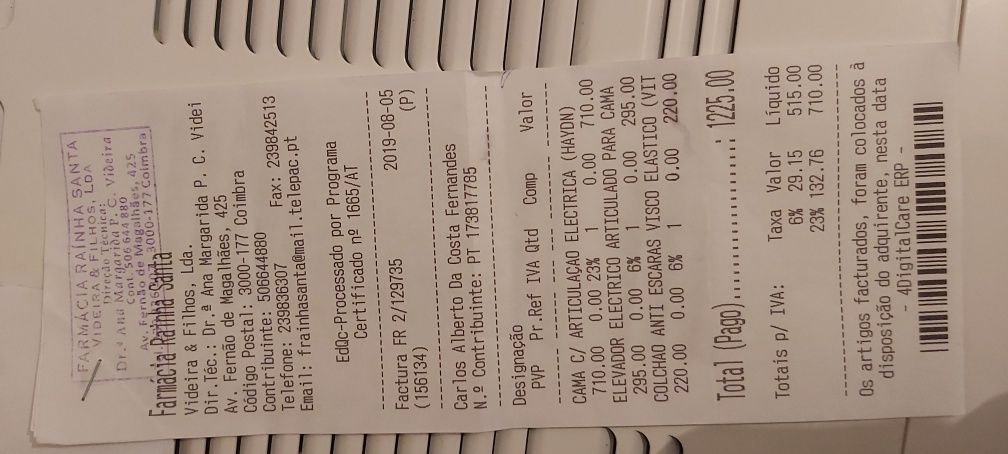 FARMÁCIA RAÍNHA SANTA
VIDEIRA & FILHOS, LDA
Direção Técnica:
Dr.ª Ana Margarida P. C. Videira
Cont. 506 644 880
Av. Fernão de Magalhães, 425
3000-177 Coimbra
Farmácia Rainha Santa
Videira & Filhos, Lda.
Dir.Téc.: Dr.ª Ana Margarida P. C. Videi
Av. Fernão de Magalhães, 425
Código Postal: 3000-177 Coimbra
Contribuinte: 506644880
Telefone: 239836307 Fax: 239842513
Email: frainhasanta@mail.telepac.pt
EdQc-Processado por Programa
Certificado nº 1665/AT
Factura FR 2/129735 2019-08-05
(1561134) (P)
Carlos Alberto Da Costa Fernandes
N.º Contribuinte: PT 173817785
Designação
PVP Pr.Ref IVA Qtd Comp Valor
CAMA C/ ARTICULAÇÃO ELECTRICA (HAYDN)
710.00 0.00 23% 1 0.00 710.00
ELEVADOR ELECTRICO ARTICULADO PARA CAMA
295.00 0.00 6% 1 0.00 295.00
COLCHAO ANTI ESCARAS VISCO ELASTICO (VIT
220.00 0.00 6% 1 0.00 220.00
Total (Pago)...............: 1225.00
Totais p/ IVA: Taxa Valor Líquido
6% 29.15 515.00
23% 132.76 710.00
Os artigos facturados, foram colocados à
disposição do adquirente, nesta data
- 4DigitalCare ERP -